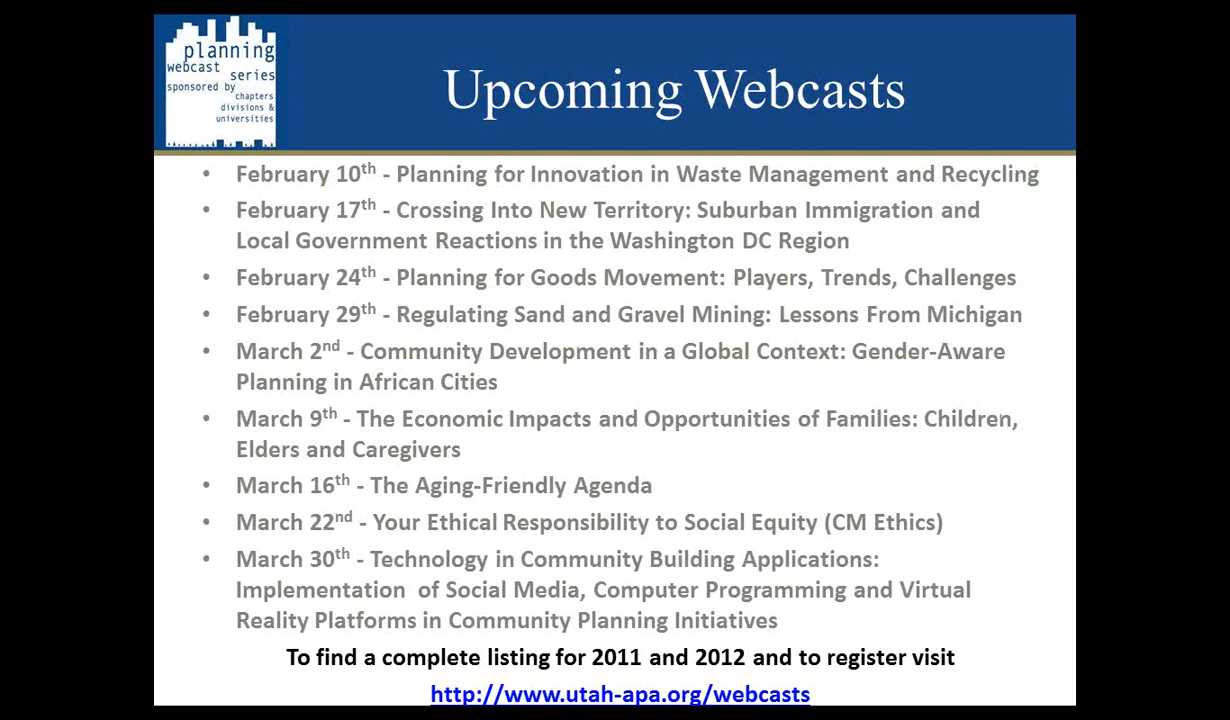 planning
webcast series
sponsored by
chapters
divisions &
universities
Upcoming Webcasts
• February 10th - Planning for Innovation in Waste Management and Recycling
• February 17th - Crossing Into New Territory: Suburban Immigration and
Local Government Reactions in the Washington DC Region
• February 24th - Planning for Goods Movement: Players, Trends, Challenges
• February 29th - Regulating Sand and Gravel Mining: Lessons From Michigan
• March 2nd - Community Development in a Global Context: Gender-Aware
Planning in African Cities
• March 9th - The Economic Impacts and Opportunities of Families: Children,
Elders and Caregivers
• March 16th - The Aging-Friendly Agenda
• March 22nd - Your Ethical Responsibility to Social Equity (CM Ethics)
• March 30th - Technology in Community Building Applications:
Implementation of Social Media, Computer Programming and Virtual
Reality Platforms in Community Planning Initiatives
To find a complete listing for 2011 and 2012 and to register visit
http://www.utah-apa.org/webcasts